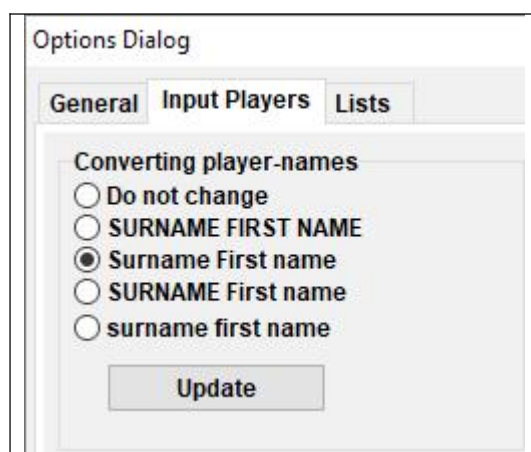 Options Dialog
General Input Players Lists
Converting player-names
Do not change
SURNAME FIRST NAME
Surname First name
SURNAME First name
surname first name
Update